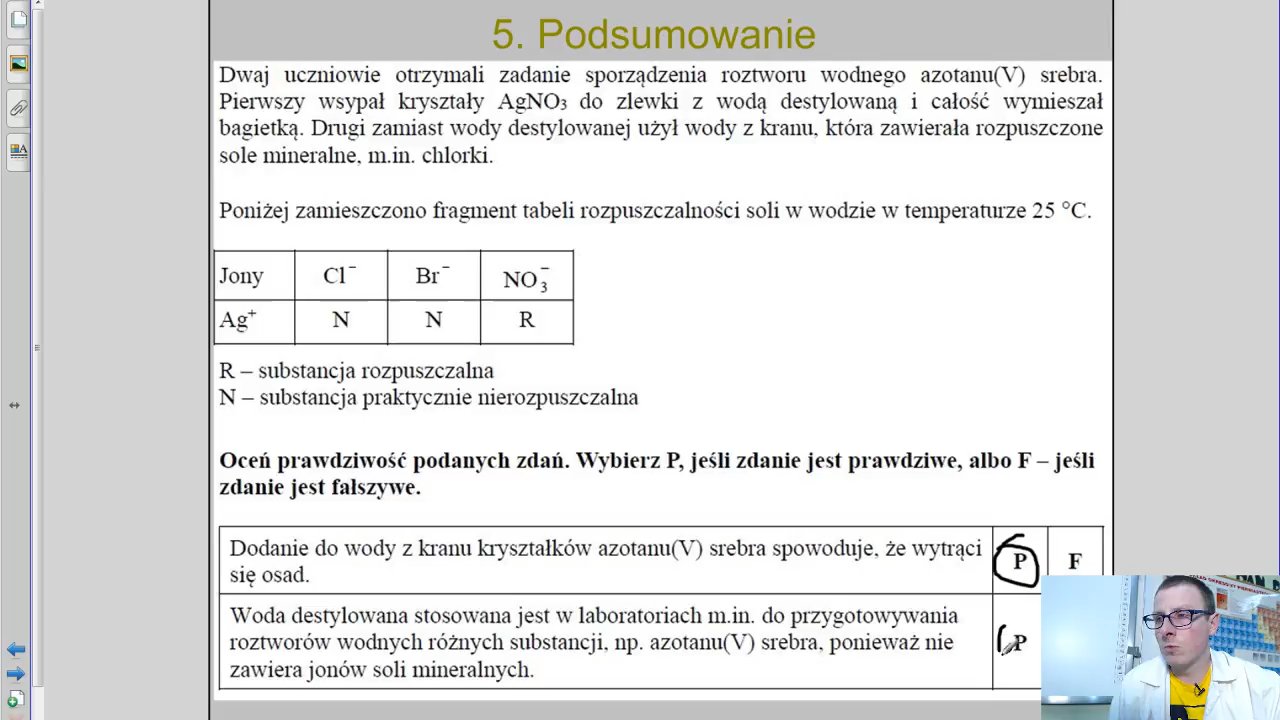 5. Podsumowanie
Dwaj uczniowie otrzymali zadanie sporządzenia roztworu wodnego azotanu(V) srebra.
Pierwszy wsypał kryształy AgNO₃ do zlewki z wodą destylowaną i całość wymieszał
bagietką. Drugi zamiast wody destylowanej użył wody z kranu, która zawierała rozpuszczone
sole mineralne, m.in. chlorki.
Poniżej zamieszczono fragment tabeli rozpuszczalności soli w wodzie w temperaturze 25 °C.
Jony Cl⁻ Br⁻ NO₃⁻
Ag⁺ N N R
R – substancja rozpuszczalna
N – substancja praktycznie nierozpuszczalna
Oceń prawdziwość podanych zdań. Wybierz P, jeśli zdanie jest prawdziwe, albo F – jeśli
zdanie jest fałszywe.
Dodanie do wody z kranu kryształków azotanu(V) srebra spowoduje, że wytrąci
się osad.
P F
Woda destylowana stosowana jest w laboratoriach m.in. do przygotowywania
roztworów wodnych różnych substancji, np. azotanu(V) srebra, ponieważ nie
zawiera jonów soli mineralnych.
P